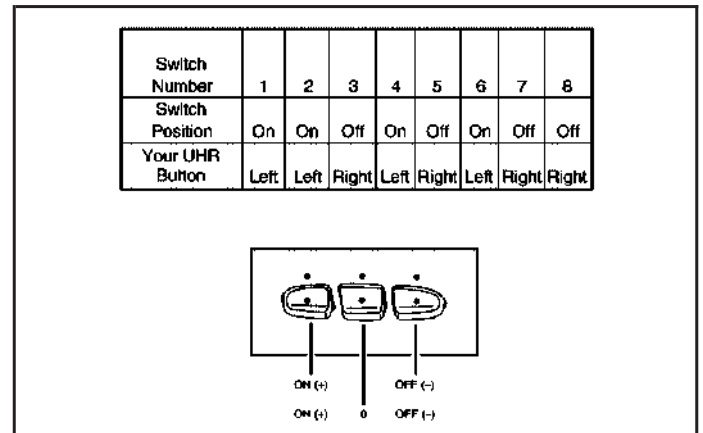 Switch
Number 1 2 3 4 5 6 7 8
Switch
Position On On Off On Off On Off Off
Your UHR
Button Left Left Right Left Right Left Right Right
ON (+) OFF (–)
ON (+) 0 OFF (–)